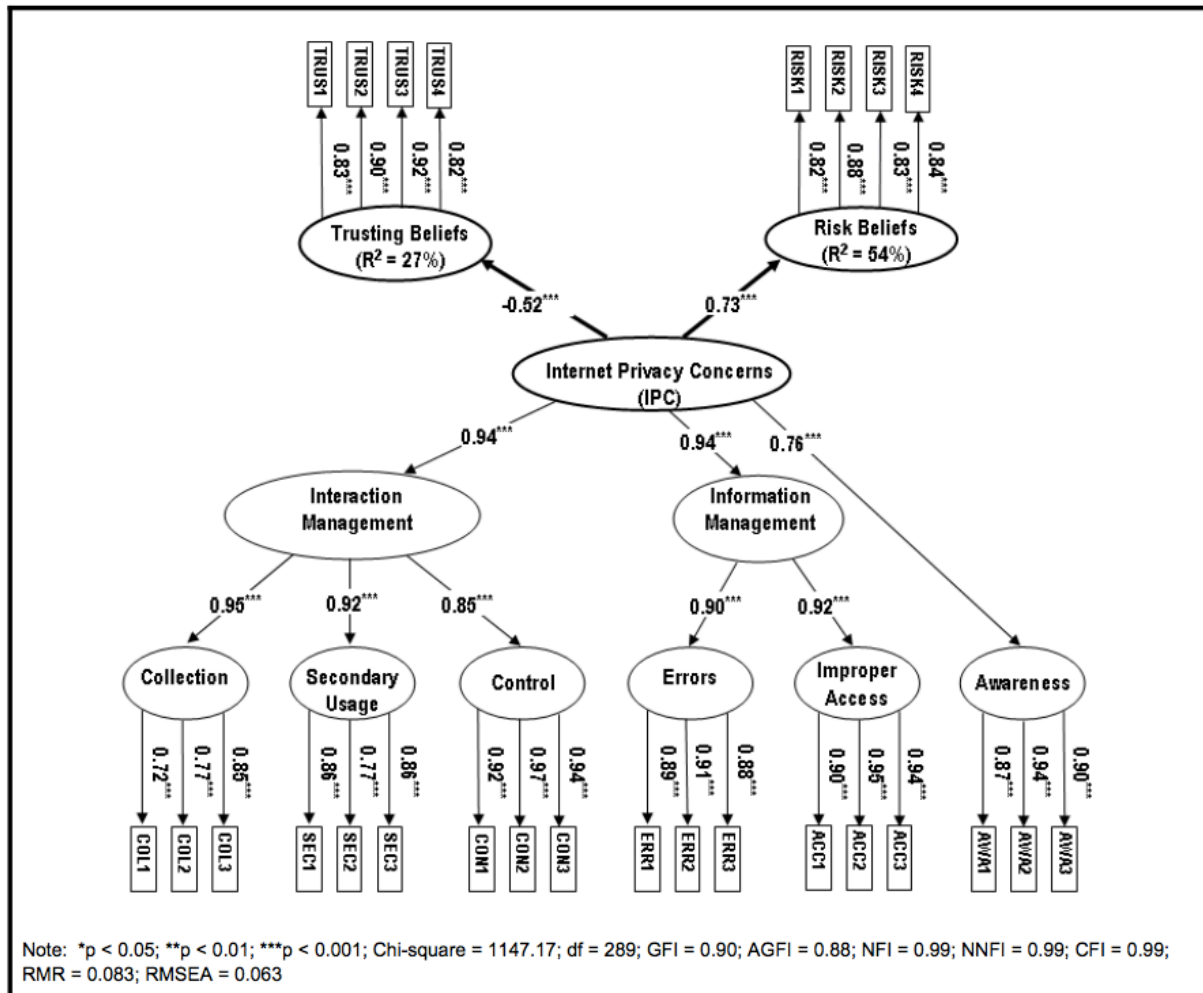 TRUS1
TRUS2
TRUS3
TRUS4
RISK1
RISK2
RISK3
RISK4
0.83***
0.90***
0.92***
0.82***
0.82***
0.88***
0.83***
0.84***
Trusting Beliefs
(R² = 27%)
Risk Beliefs
(R² = 54%)
-0.52***
0.73***
Internet Privacy Concerns
(IPC)
0.94***
0.94***
0.76***
Interaction
Management
Information
Management
0.95***
0.92***
0.85***
0.90***
0.92***
Collection
Secondary
Usage
Control
Errors
Improper
Access
Awareness
0.72***
0.77***
0.85***
0.86***
0.77***
0.86***
0.92***
0.97***
0.94***
0.89***
0.91***
0.88***
0.90***
0.95***
0.94***
0.87***
0.94***
0.90***
COL1
COL2
COL3
SEC1
SEC2
SEC3
CON1
CON2
CON3
ERR1
ERR2
ERR3
ACC1
ACC2
ACC3
AWA1
AWA2
AWA3
Note: *p < 0.05; **p < 0.01; ***p < 0.001; Chi-square = 1147.17; df = 289; GFI = 0.90; AGFI = 0.88; NFI = 0.99; NNFI = 0.99; CFI = 0.99;
RMR = 0.083; RMSEA = 0.063